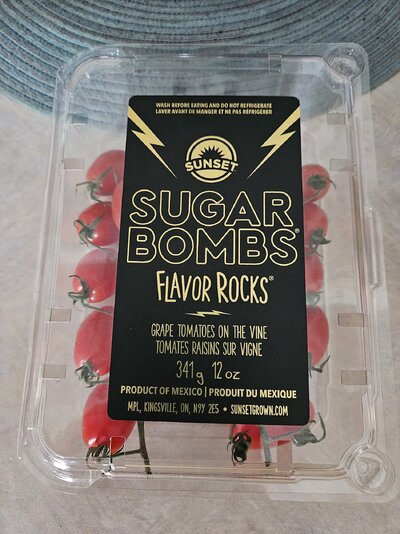 WASH BEFORE EATING AND DO NOT REFRIGERATE
LAVER AVANT DE MANGER ET NE PAS RÉFRIGÉRER
SUNSET
SUGAR
BOMBS®
FLAVOR ROCKS®
GRAPE TOMATOES ON THE VINE
TOMATES RAISINS SUR VIGNE
341 g 12 oz
PRODUCT OF MEXICO | PRODUIT DU MEXIQUE
MPL, KINGSVILLE, ON, N9Y 2E5 • SUNSETGROWN.COM